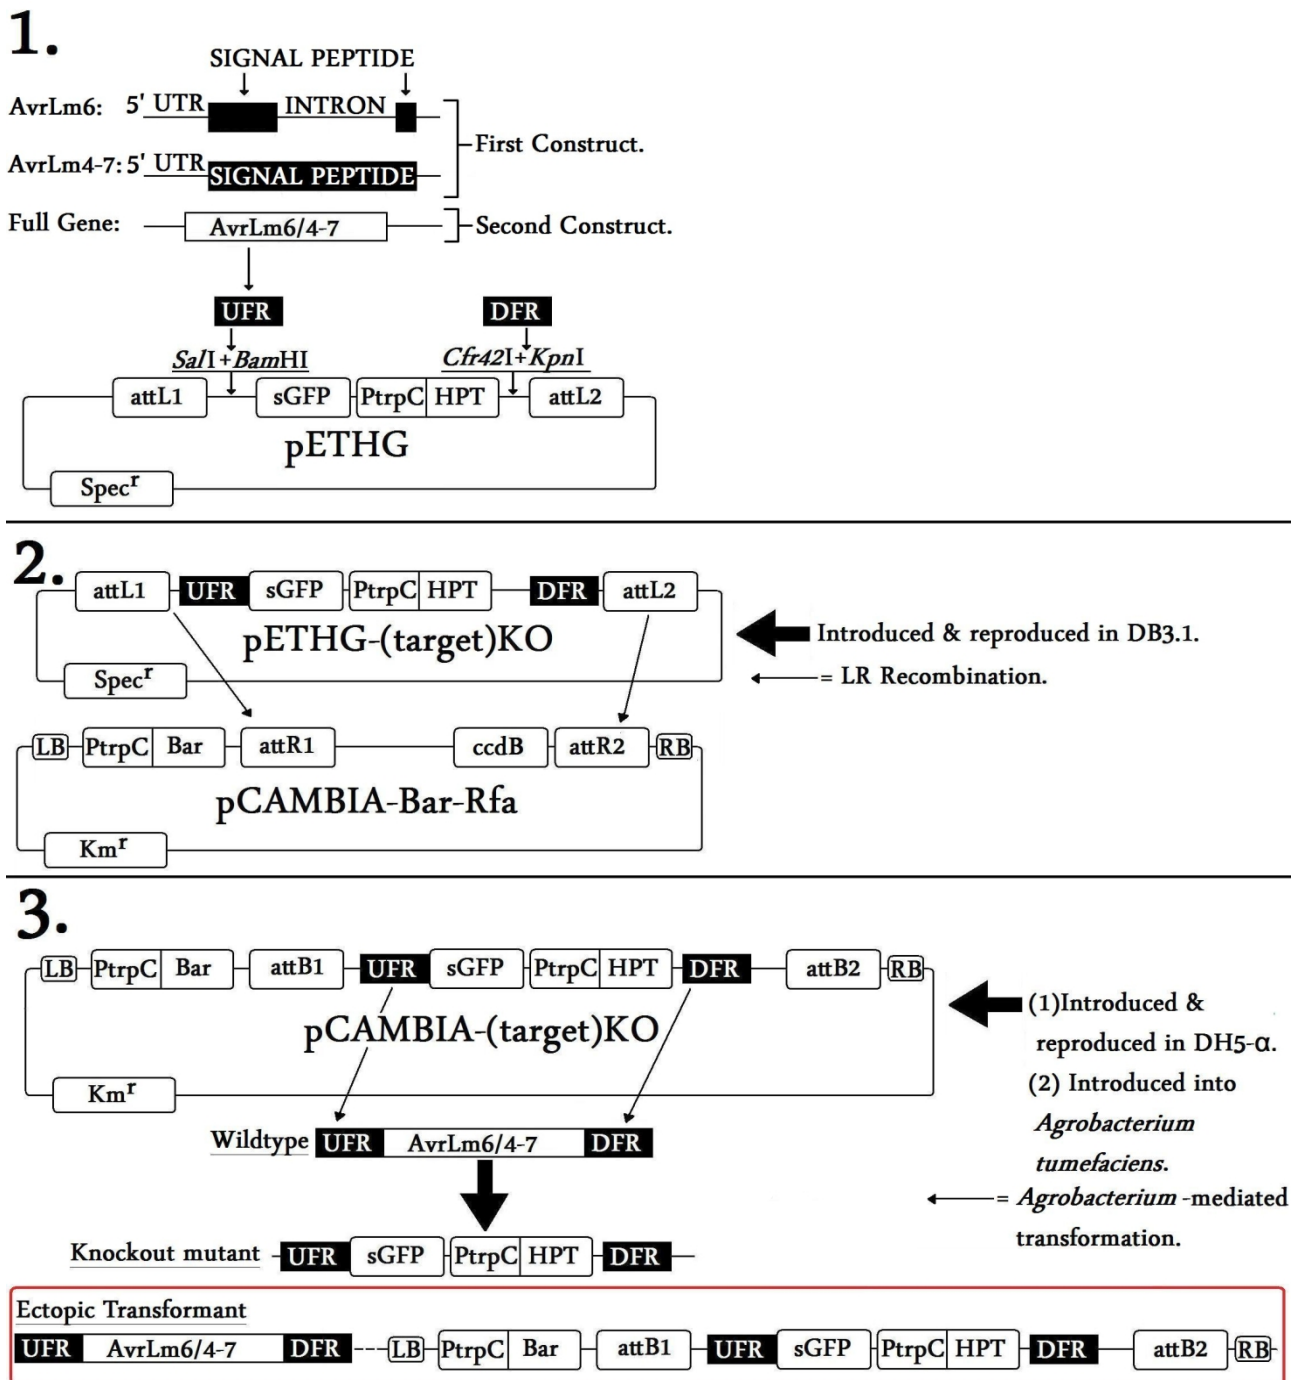 1.
SIGNAL PEPTIDE
AvrLm6: 5' UTR INTRON
First Construct.
AvrLm4-7: 5' UTR SIGNAL PEPTIDE
Full Gene: AvrLm6/4-7 Second Construct.
UFR DFR
SalI+BamHI Cfr42I+KpnI
attL1 sGFP PtrpC HPT attL2
pETHG
Specʳ
2.
attL1 UFR sGFP PtrpC HPT DFR attL2
pETHG-(target)KO Introduced & reproduced in DB3.1.
Specʳ = LR Recombination.
LB PtrpC Bar attR1 ccdB attR2 RB
pCAMBIA-Bar-Rfa
Kmʳ
3.
LB PtrpC Bar attB1 UFR sGFP PtrpC HPT DFR attB2 RB
pCAMBIA-(target)KO
(1)Introduced &
reproduced in DH5-α.
(2) Introduced into
Agrobacterium
tumefaciens.
Kmʳ
Wildtype UFR AvrLm6/4-7 DFR
= Agrobacterium -mediated
transformation.
Knockout mutant UFR sGFP PtrpC HPT DFR
Ectopic Transformant
UFR AvrLm6/4-7 DFR LB PtrpC Bar attB1 UFR sGFP PtrpC HPT DFR attB2 RB